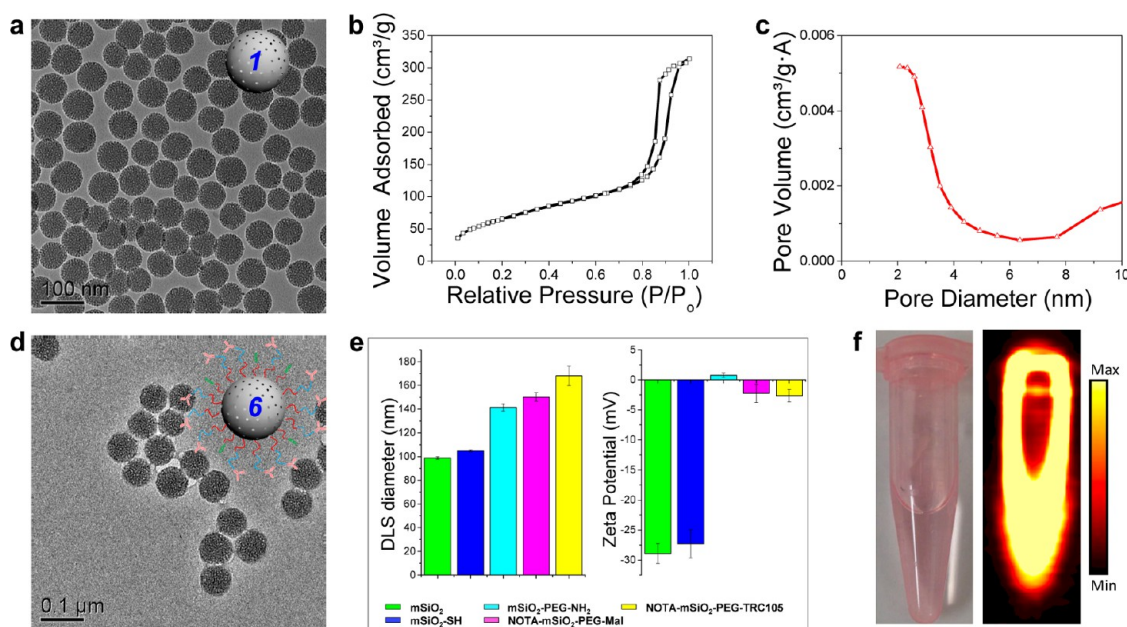 a
1
100 nm
b
Volume Adsorbed (cm³/g)
350
300
250
200
150
100
50
0
0.0 0.2 0.4 0.6 0.8 1.0
Relative Pressure (P/Pₒ)
c
Pore Volume (cm³/g·A)
0.006
0.004
0.002
0.000
0 2 4 6 8 10
Pore Diameter (nm)
d
6
0.1 µm
e
DLS diameter (nm)
180
160
140
120
100
80
60
40
20
0
Zeta Potential (mV)
5
0
-5
-10
-15
-20
-25
-30
mSiO₂
mSiO₂-PEG-NH₂
NOTA-mSiO₂-PEG-TRC105
mSiO₂-SH
NOTA-mSiO₂-PEG-Mal
f
Max
Min